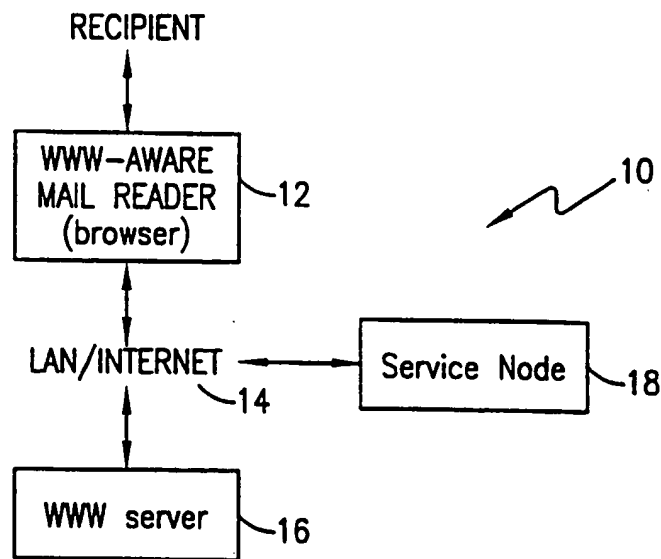 RECIPIENT
WWW-AWARE
MAIL READER
(browser)
12
10
LAN/INTERNET
14
Service Node
18
WWW server
16